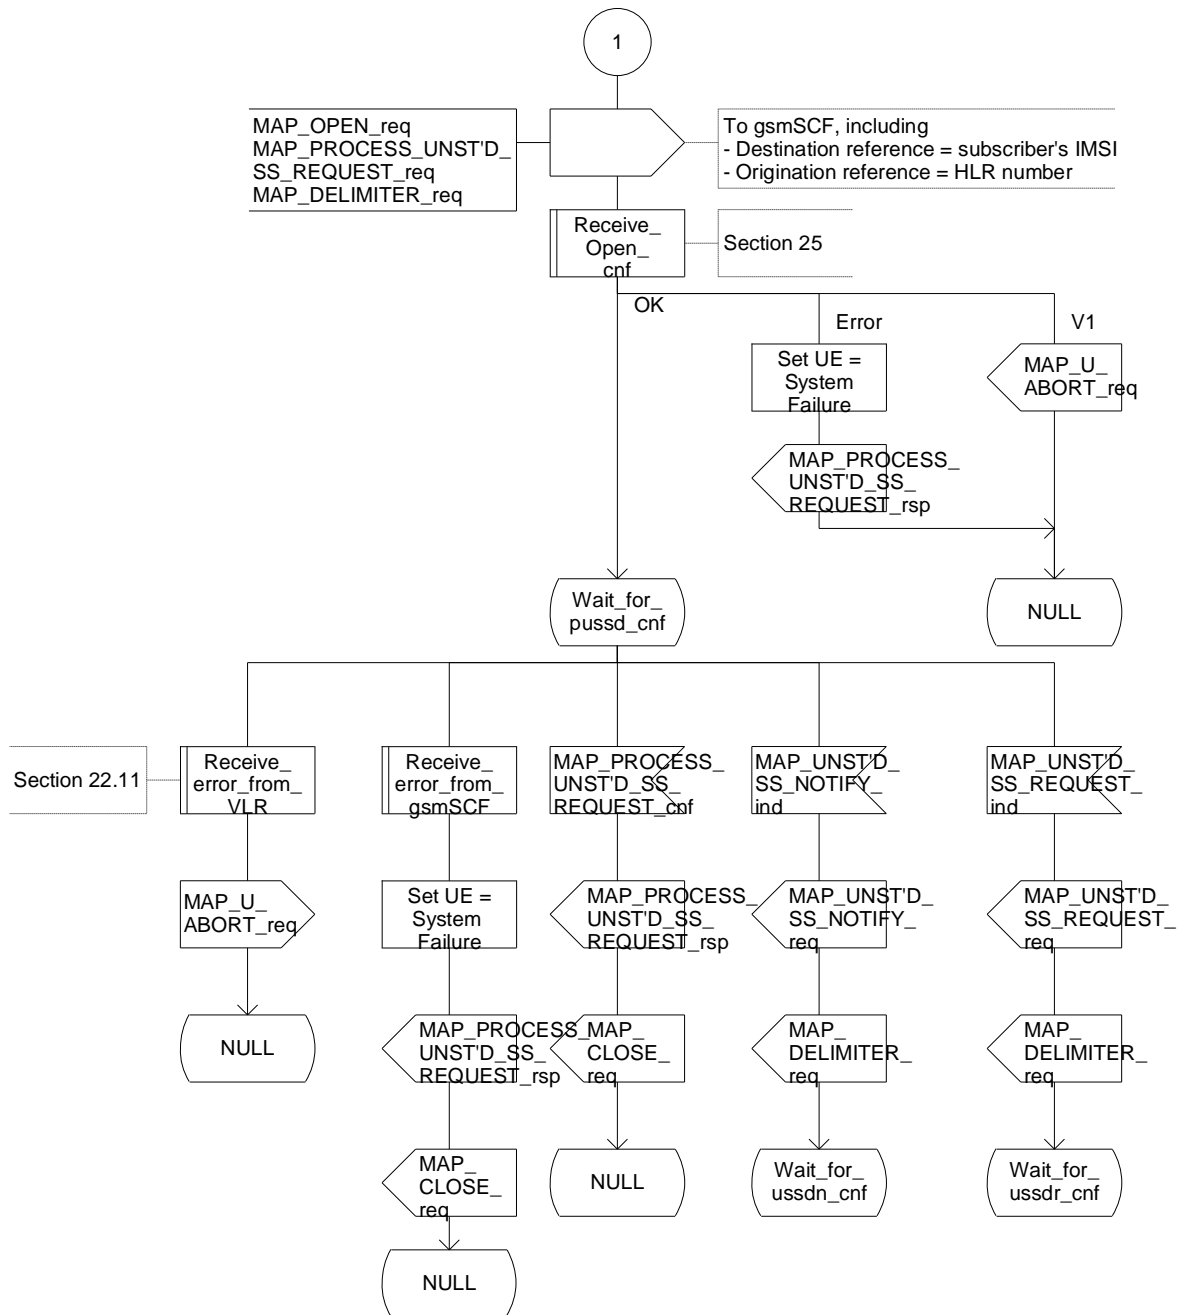 1
MAP_OPEN_req
MAP_PROCESS_UNST'D_
SS_REQUEST_req
MAP_DELIMITER_req
To gsmSCF, including
- Destination reference = subscriber's IMSI
- Origination reference = HLR number
Receive_
Open_
cnf
Section 25
OK
Error
V1
Set UE =
System
Failure
MAP_U_
ABORT_req
MAP_PROCESS_
UNST'D_SS_
REQUEST_rsp
Wait_for_
pussd_cnf
NULL
Section 22.11
Receive_
error_from_
VLR
Receive_
error_from_
gsmSCF
MAP_PROCESS_
UNST'D_SS_
REQUEST_cnf
MAP_UNST'D_
SS_NOTIFY_
ind
MAP_UNST'D_
SS_REQUEST_
ind
MAP_U_
ABORT_req
Set UE =
System
Failure
MAP_PROCESS_
UNST'D_SS_
REQUEST_rsp
MAP_UNST'D_
SS_NOTIFY_
req
MAP_UNST'D_
SS_REQUEST_
req
NULL
MAP_PROCESS_
UNST'D_SS_
REQUEST_rsp
MAP_
CLOSE_
req
MAP_
DELIMITER_
req
MAP_
DELIMITER_
req
MAP_
CLOSE_
req
NULL
Wait_for_
ussdn_cnf
Wait_for_
ussdr_cnf
NULL